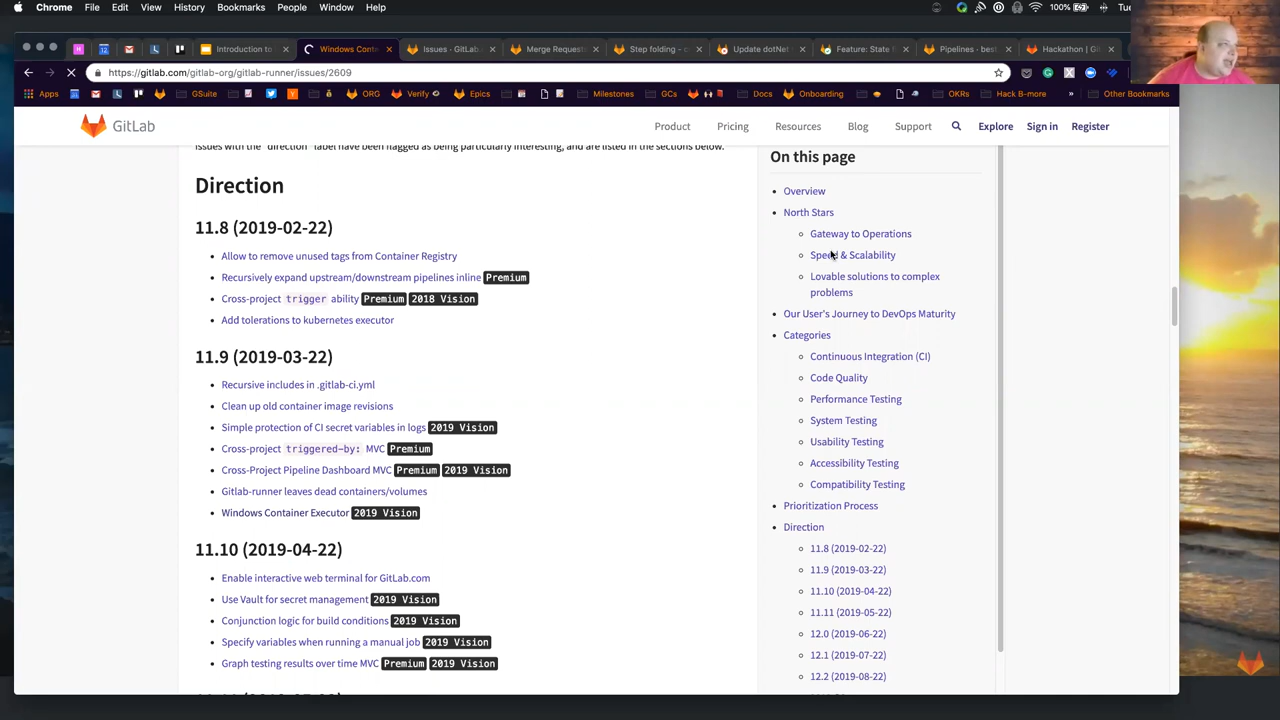 Chrome File Edit View History Bookmarks People Window Help 100% Tu
Introduction to Windows Cont Issues · GitLab Merge Request Step folding - c Update dotNet Feature: State Pipelines · bes Hackathon | Git
https://gitlab.com/gitlab-org/gitlab-runner/issues/2609
Apps GSuite ORG Verify Epics Milestones GCs Docs Onboarding OKRs Hack B-more » Other Bookmarks
GitLab Product Pricing Resources Blog Support Explore Sign in Register
issues with the "direction" label have been flagged as being particularly interesting, and are listed in the sections below.
Direction
11.8 (2019-02-22)
Allow to remove unused tags from Container Registry
Recursively expand upstream/downstream pipelines inline Premium
Cross-project trigger ability Premium 2018 Vision
Add tolerations to kubernetes executor
11.9 (2019-03-22)
Recursive includes in .gitlab-ci.yml
Clean up old container image revisions
Simple protection of CI secret variables in logs 2019 Vision
Cross-project triggered-by: MVC Premium
Cross-Project Pipeline Dashboard MVC Premium 2019 Vision
Gitlab-runner leaves dead containers/volumes
Windows Container Executor 2019 Vision
11.10 (2019-04-22)
Enable interactive web terminal for GitLab.com
Use Vault for secret management 2019 Vision
Conjunction logic for build conditions 2019 Vision
Specify variables when running a manual job 2019 Vision
Graph testing results over time MVC Premium 2019 Vision
On this page
Overview
North Stars
Gateway to Operations
Speed & Scalability
Lovable solutions to complex
problems
Our User's Journey to DevOps Maturity
Categories
Continuous Integration (CI)
Code Quality
Performance Testing
System Testing
Usability Testing
Accessibility Testing
Compatibility Testing
Prioritization Process
Direction
11.8 (2019-02-22)
11.9 (2019-03-22)
11.10 (2019-04-22)
11.11 (2019-05-22)
12.0 (2019-06-22)
12.1 (2019-07-22)
12.2 (2019-08-22)